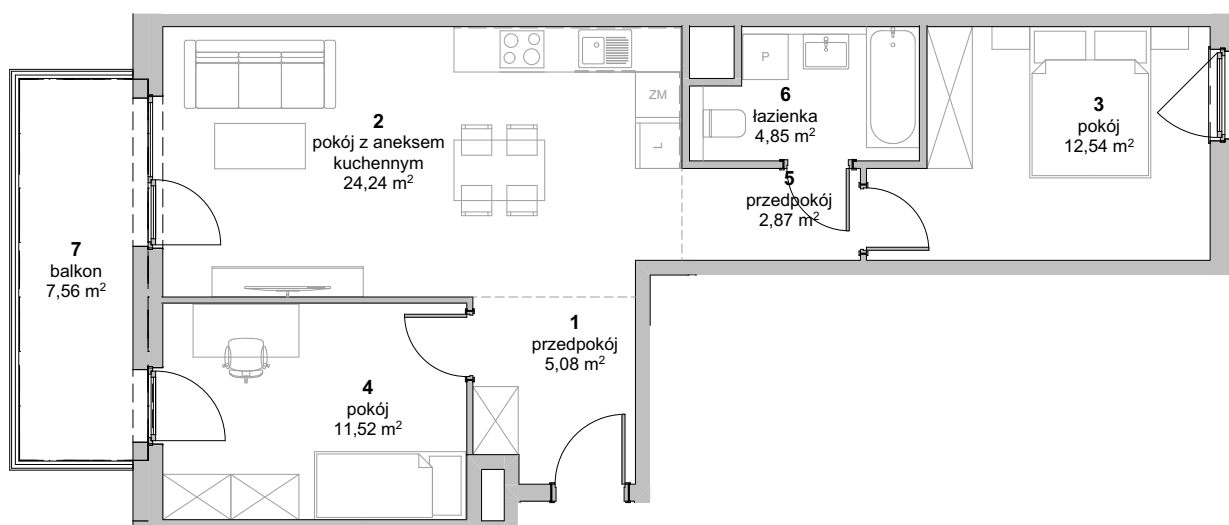 2
pokój z aneksem
kuchennym
24,24 m²
ZM
L
P
6
łazienka
4,85 m²
3
pokój
12,54 m²
5
przedpokój
2,87 m²
7
balkon
7,56 m²
1
przedpokój
5,08 m²
4
pokój
11,52 m²